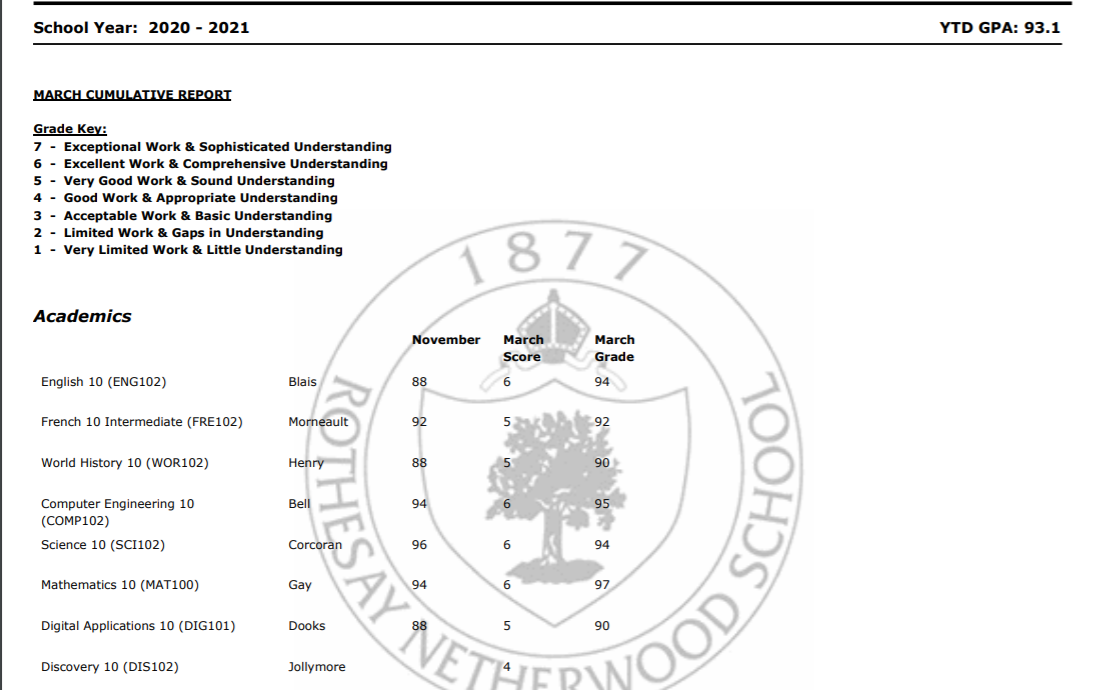 School Year: 2020 - 2021 YTD GPA: 93.1
MARCH CUMULATIVE REPORT
Grade Key:
7 - Exceptional Work & Sophisticated Understanding
6 - Excellent Work & Comprehensive Understanding
5 - Very Good Work & Sound Understanding
4 - Good Work & Appropriate Understanding
3 - Acceptable Work & Basic Understanding
2 - Limited Work & Gaps in Understanding
1 - Very Limited Work & Little Understanding
1877
ROTHESAY NETHERWOOD SCHOOL
Academics
November March March
Score Grade
English 10 (ENG102) Blais 88 6 94
French 10 Intermediate (FRE102) Morneault 92 5 92
World History 10 (WOR102) Henry 88 5 90
Computer Engineering 10 Bell 94 6 95
(COMP102)
Science 10 (SCI102) Corcoran 96 6 94
Mathematics 10 (MAT100) Gay 94 6 97
Digital Applications 10 (DIG101) Dooks 88 5 90
Discovery 10 (DIS102) Jollymore 4